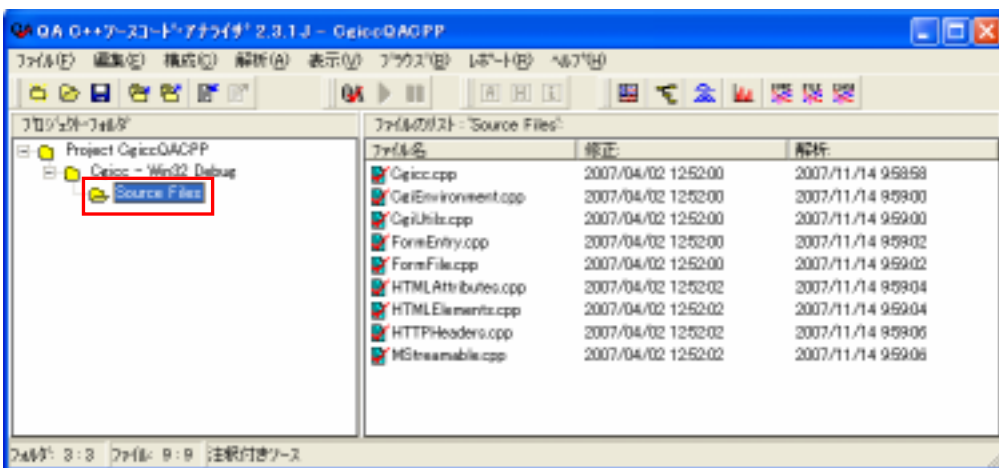 QA C++ソースコード・アナライザ 2.3.1J - CgiccQACPP
ファイル(F) 編集(E) 構成(C) 解析(A) 表示(V) ブラウズ(B) レポート(R) ヘルプ(H)
QA A H I
プロジェクト・フォルダ
Project CgiccQACPP
Cgicc - Win32 Debug
Source Files
ファイルのリスト: "Source Files":
ファイル名 修正: 解析:
Cgicc.cpp 2007/04/02 12:52:00 2007/11/14 9:58:58
CgiEnvironment.cpp 2007/04/02 12:52:00 2007/11/14 9:59:00
CgiUtils.cpp 2007/04/02 12:52:00 2007/11/14 9:59:00
FormEntry.cpp 2007/04/02 12:52:00 2007/11/14 9:59:02
FormFile.cpp 2007/04/02 12:52:00 2007/11/14 9:59:02
HTMLAttributes.cpp 2007/04/02 12:52:02 2007/11/14 9:59:04
HTMLElements.cpp 2007/04/02 12:52:02 2007/11/14 9:59:04
HTTPHeaders.cpp 2007/04/02 12:52:02 2007/11/14 9:59:06
MStreamable.cpp 2007/04/02 12:52:02 2007/11/14 9:59:06
フォルダ: 3:3 ファイル: 9:9 注釈付きソース